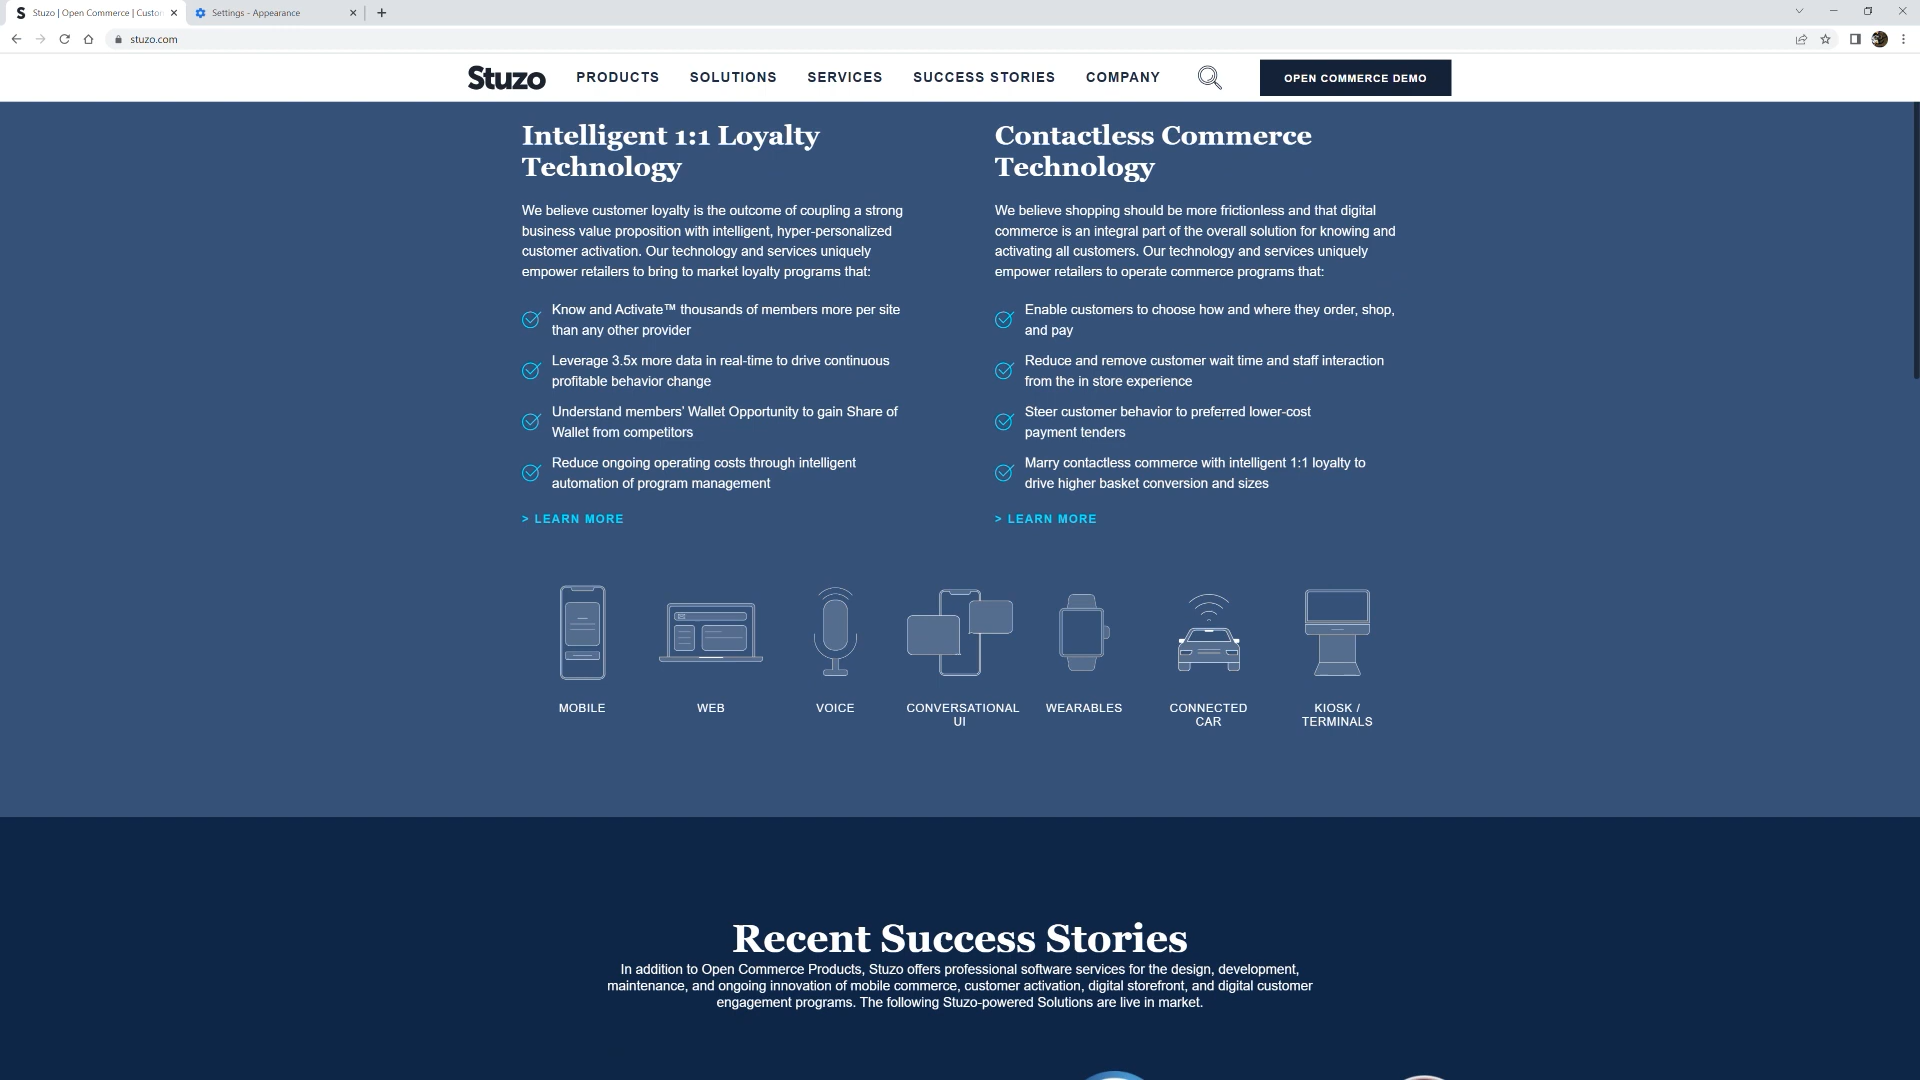 Stuzo | Open Commerce | Custo
Settings - Appearance
stuzo.com
Stuzo
PRODUCTS
SOLUTIONS
SERVICES
SUCCESS STORIES
COMPANY
OPEN COMMERCE DEMO
Intelligent 1:1 Loyalty
Technology
We believe customer loyalty is the outcome of coupling a strong
business value proposition with intelligent, hyper-personalized
customer activation. Our technology and services uniquely
empower retailers to bring to market loyalty programs that:
Know and Activate™ thousands of members more per site
than any other provider
Leverage 3.5x more data in real-time to drive continuous
profitable behavior change
Understand members' Wallet Opportunity to gain Share of
Wallet from competitors
Reduce ongoing operating costs through intelligent
automation of program management
> LEARN MORE
Contactless Commerce
Technology
We believe shopping should be more frictionless and that digital
commerce is an integral part of the overall solution for knowing and
activating all customers. Our technology and services uniquely
empower retailers to operate commerce programs that:
Enable customers to choose how and where they order, shop,
and pay
Reduce and remove customer wait time and staff interaction
from the in store experience
Steer customer behavior to preferred lower-cost
payment tenders
Marry contactless commerce with intelligent 1:1 loyalty to
drive higher basket conversion and sizes
> LEARN MORE
MOBILE
WEB
VOICE
CONVERSATIONAL
UI
WEARABLES
CONNECTED
CAR
KIOSK /
TERMINALS
Recent Success Stories
In addition to Open Commerce Products, Stuzo offers professional software services for the design, development,
maintenance, and ongoing innovation of mobile commerce, customer activation, digital storefront, and digital customer
engagement programs. The following Stuzo-powered Solutions are live in market.